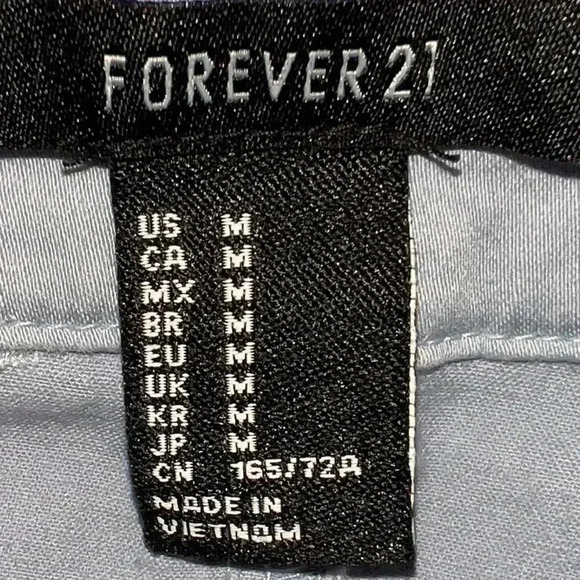 FOREVER 21
US M
CA M
MX M
BR M
EU M
UK M
KR M
JP M
CN 165/72A
MADE IN
VIETNAM